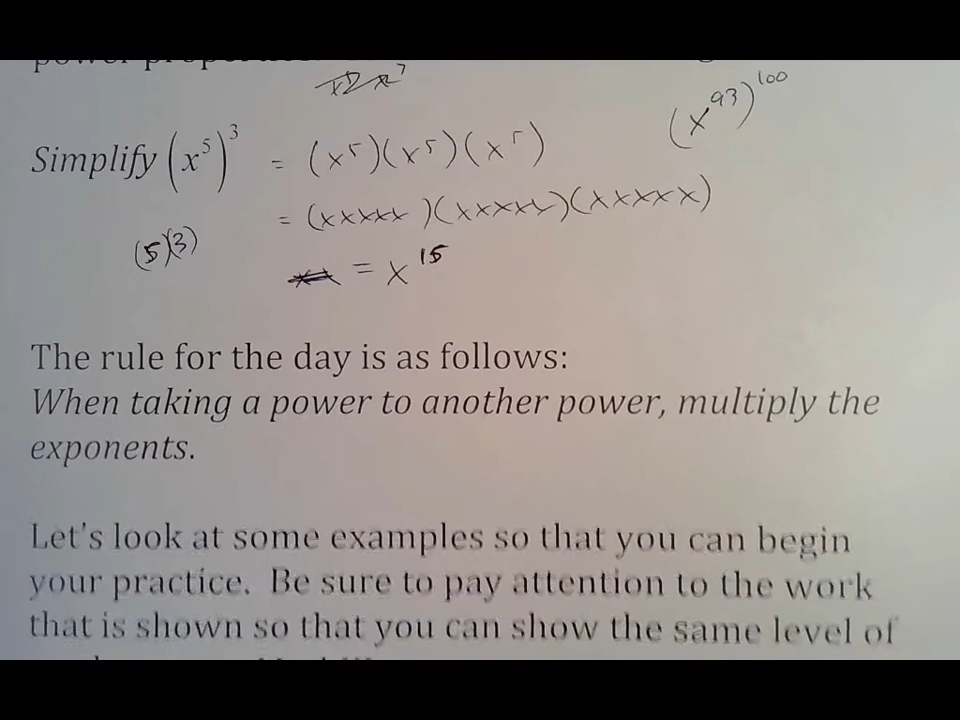 (x^93)^100
Simplify (x^5)^3 = (x^5)(x^5)(x^5)
= (xxxxx)(xxxxx)(xxxxx)
(5)(3)
= x^15
The rule for the day is as follows:
When taking a power to another power, multiply the
exponents.
Let's look at some examples so that you can begin
your practice. Be sure to pay attention to the work
that is shown so that you can show the same level of